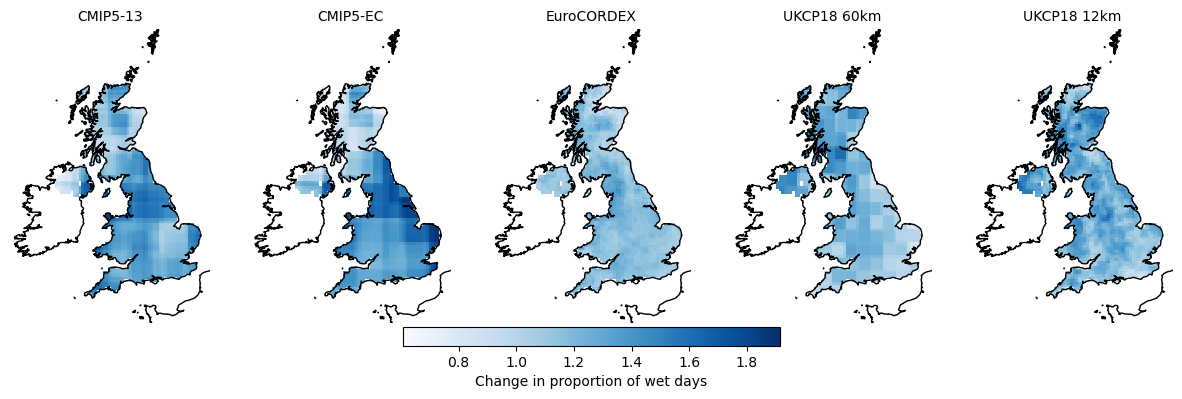 CMIP5-13 CMIP5-EC EuroCORDEX UKCP18 60km UKCP18 12km
0.8 1.0 1.2 1.4 1.6 1.8
Change in proportion of wet days